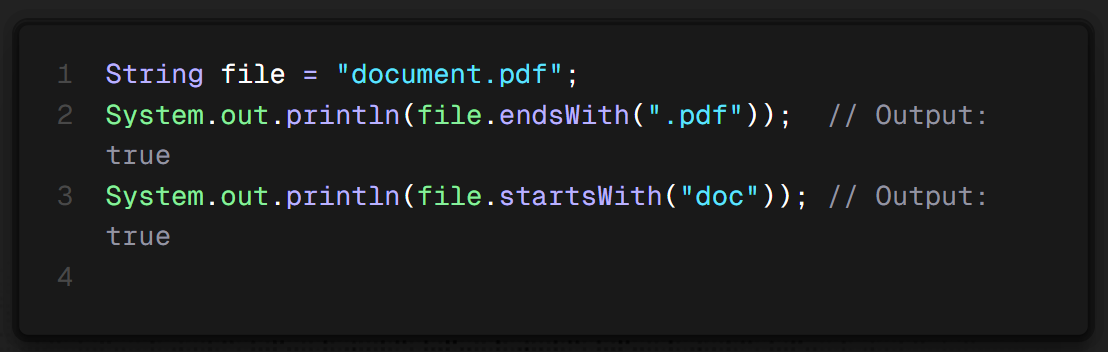 1 String file = "document.pdf";
2 System.out.println(file.endsWith(".pdf"));  // Output:
true
3 System.out.println(file.startsWith("doc")); // Output:
true
4